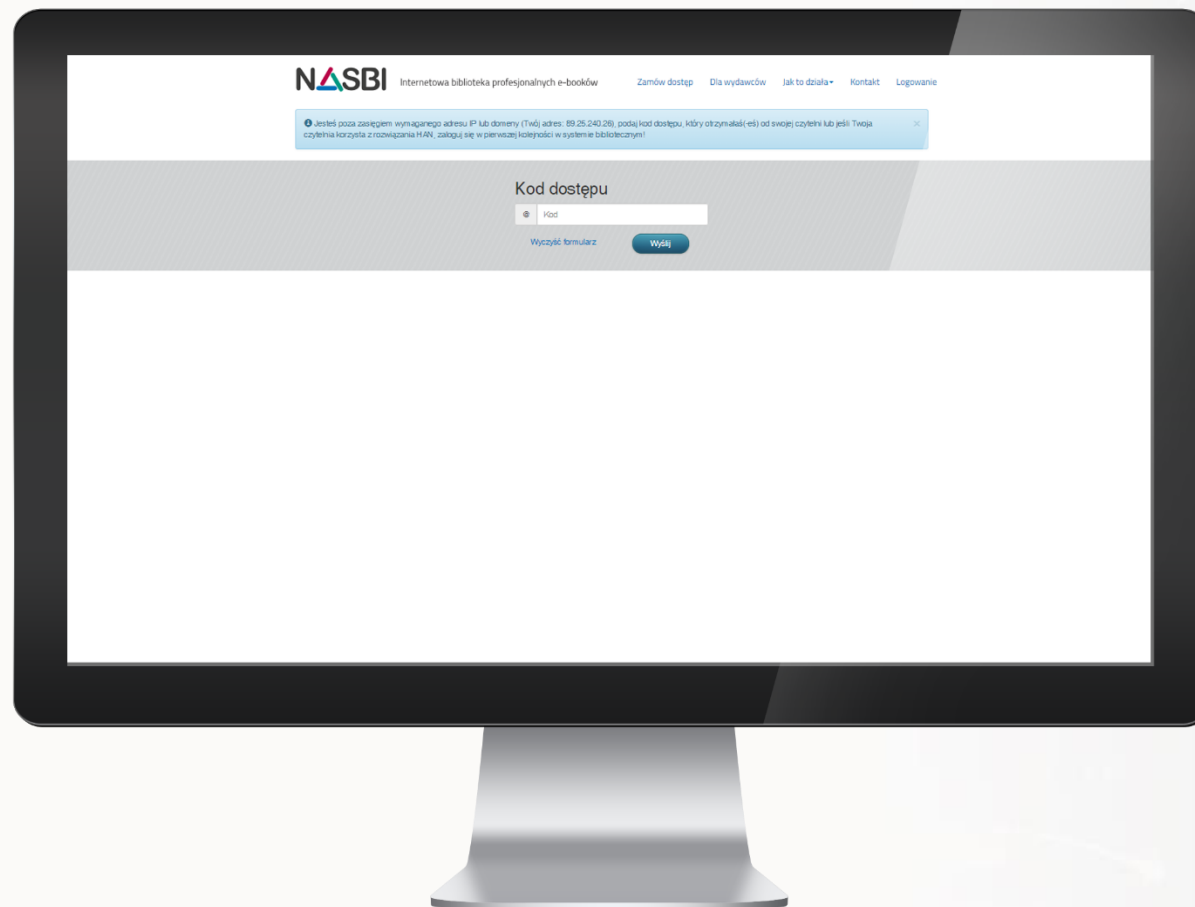 NASBI Internetowa biblioteka profesjonalnych e-booków Zamów dostęp Dla wydawców Jak to działa Kontakt Logowanie
Jesteś poza zasięgiem wymaganego adresu IP lub domeny (Twój adres: 89.25.240.26), podaj kod dostępu, który otrzymałaś(-eś) od swojej czytelni lub jeśli Twoja
czytelnia korzysta z rozwiązania HAN, zaloguj się w pierwszej kolejności w systemie bibliotecznym!
Kod dostępu
@ Kod
Wyczyść formularz Wyślij